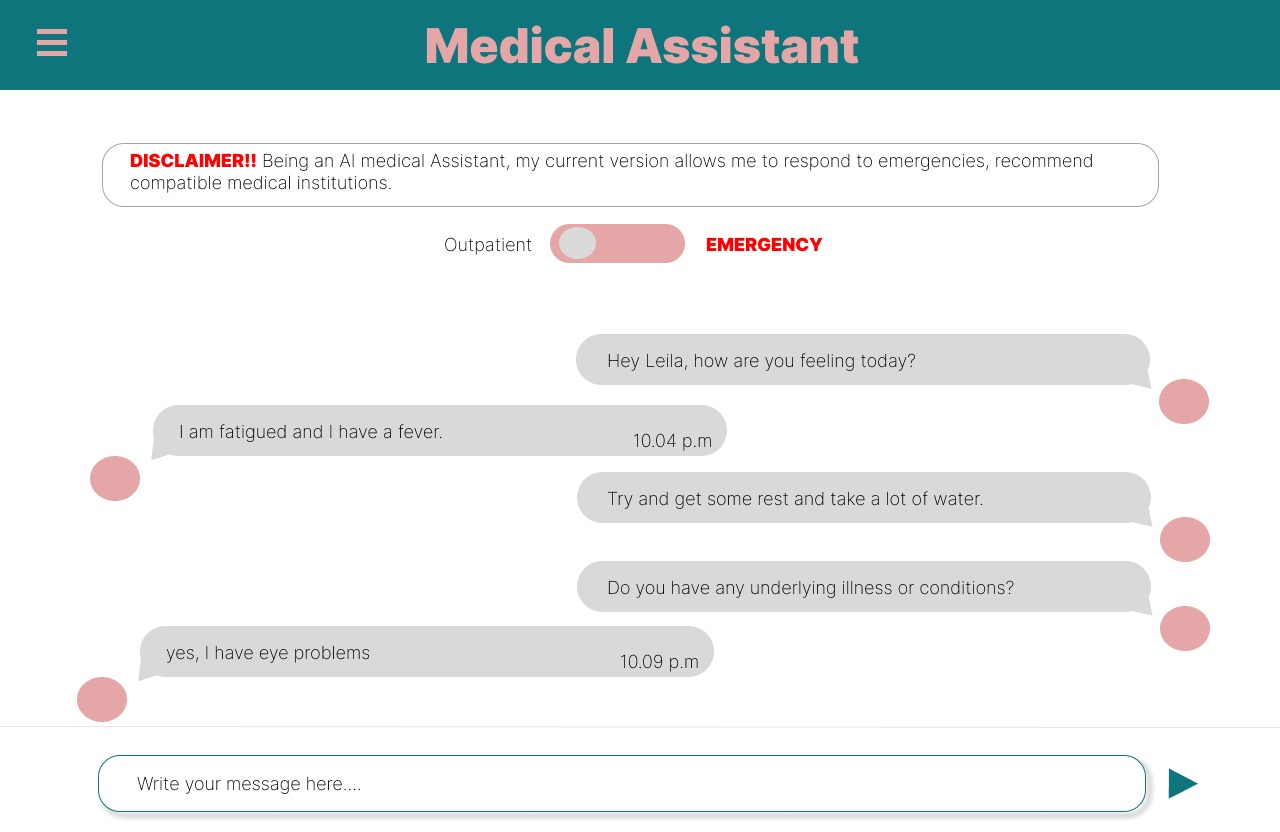 Medical Assistant
DISCLAIMER!! Being an AI medical Assistant, my current version allows me to respond to emergencies, recommend
compatible medical institutions.
Outpatient
EMERGENCY
Hey Leila, how are you feeling today?
I am fatigued and I have a fever.
10.04 p.m
Try and get some rest and take a lot of water.
Do you have any underlying illness or conditions?
yes, I have eye problems
10.09 p.m
Write your message here....